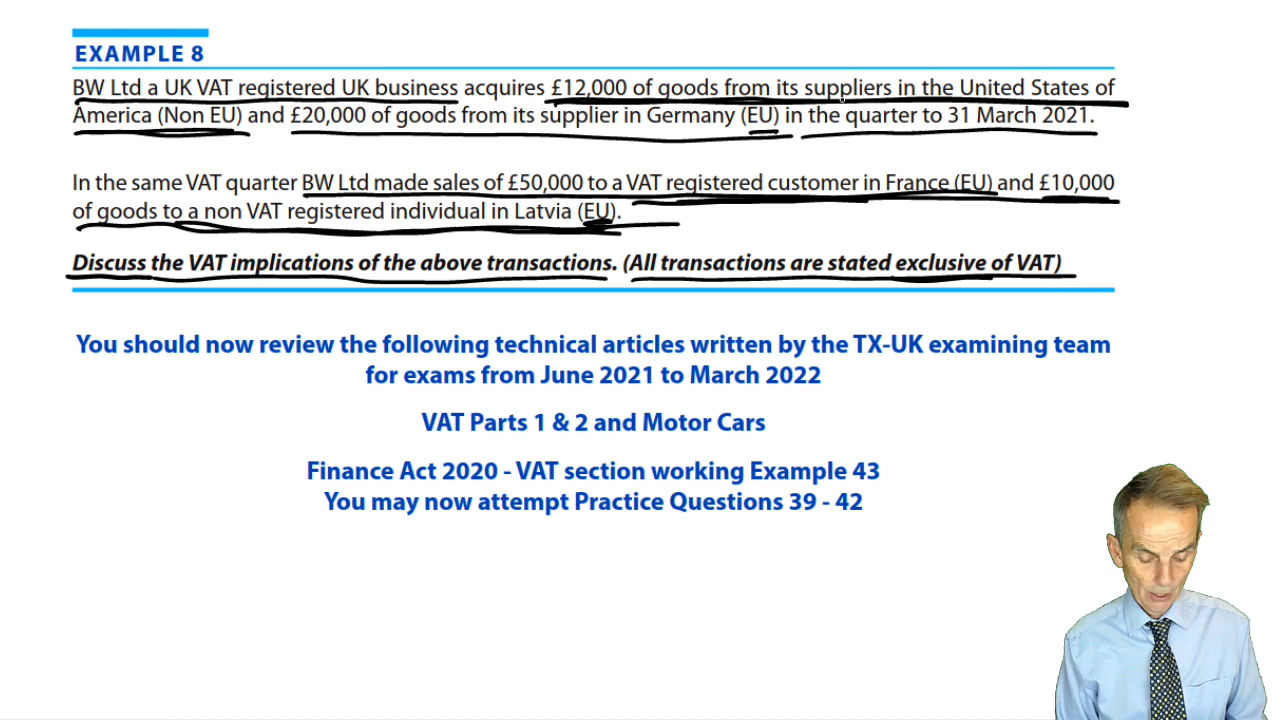 EXAMPLE 8
BW Ltd a UK VAT registered UK business acquires £12,000 of goods from its suppliers in the United States of
America (Non EU) and £20,000 of goods from its supplier in Germany (EU) in the quarter to 31 March 2021.
In the same VAT quarter BW Ltd made sales of £50,000 to a VAT registered customer in France (EU) and £10,000
of goods to a non VAT registered individual in Latvia (EU).
Discuss the VAT implications of the above transactions. (All transactions are stated exclusive of VAT)
You should now review the following technical articles written by the TX-UK examining team
for exams from June 2021 to March 2022
VAT Parts 1 & 2 and Motor Cars
Finance Act 2020 - VAT section working Example 43
You may now attempt Practice Questions 39 - 42